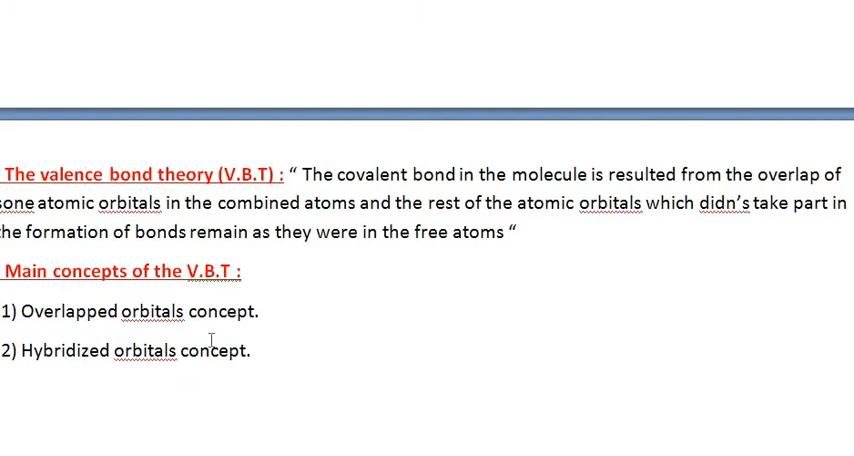 The valence bond theory (V.B.T) : “ The covalent bond in the molecule is resulted from the overlap of
sone atomic orbitals in the combined atoms and the rest of the atomic orbitals which didn’s take part in
the formation of bonds remain as they were in the free atoms “
Main concepts of the V.B.T :
1) Overlapped orbitals concept.
2) Hybridized orbitals concept.